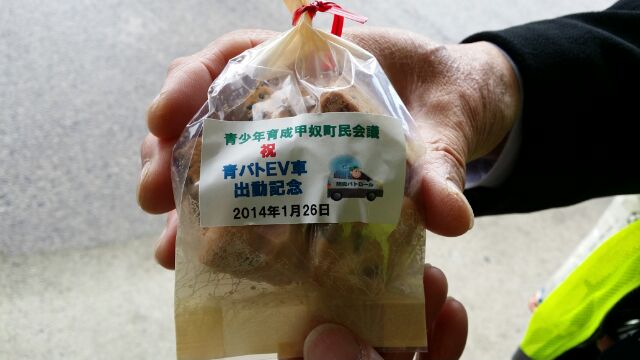 青少年育成甲奴町民会議
祝
青パトEV車
出動記念
2014年1月26日